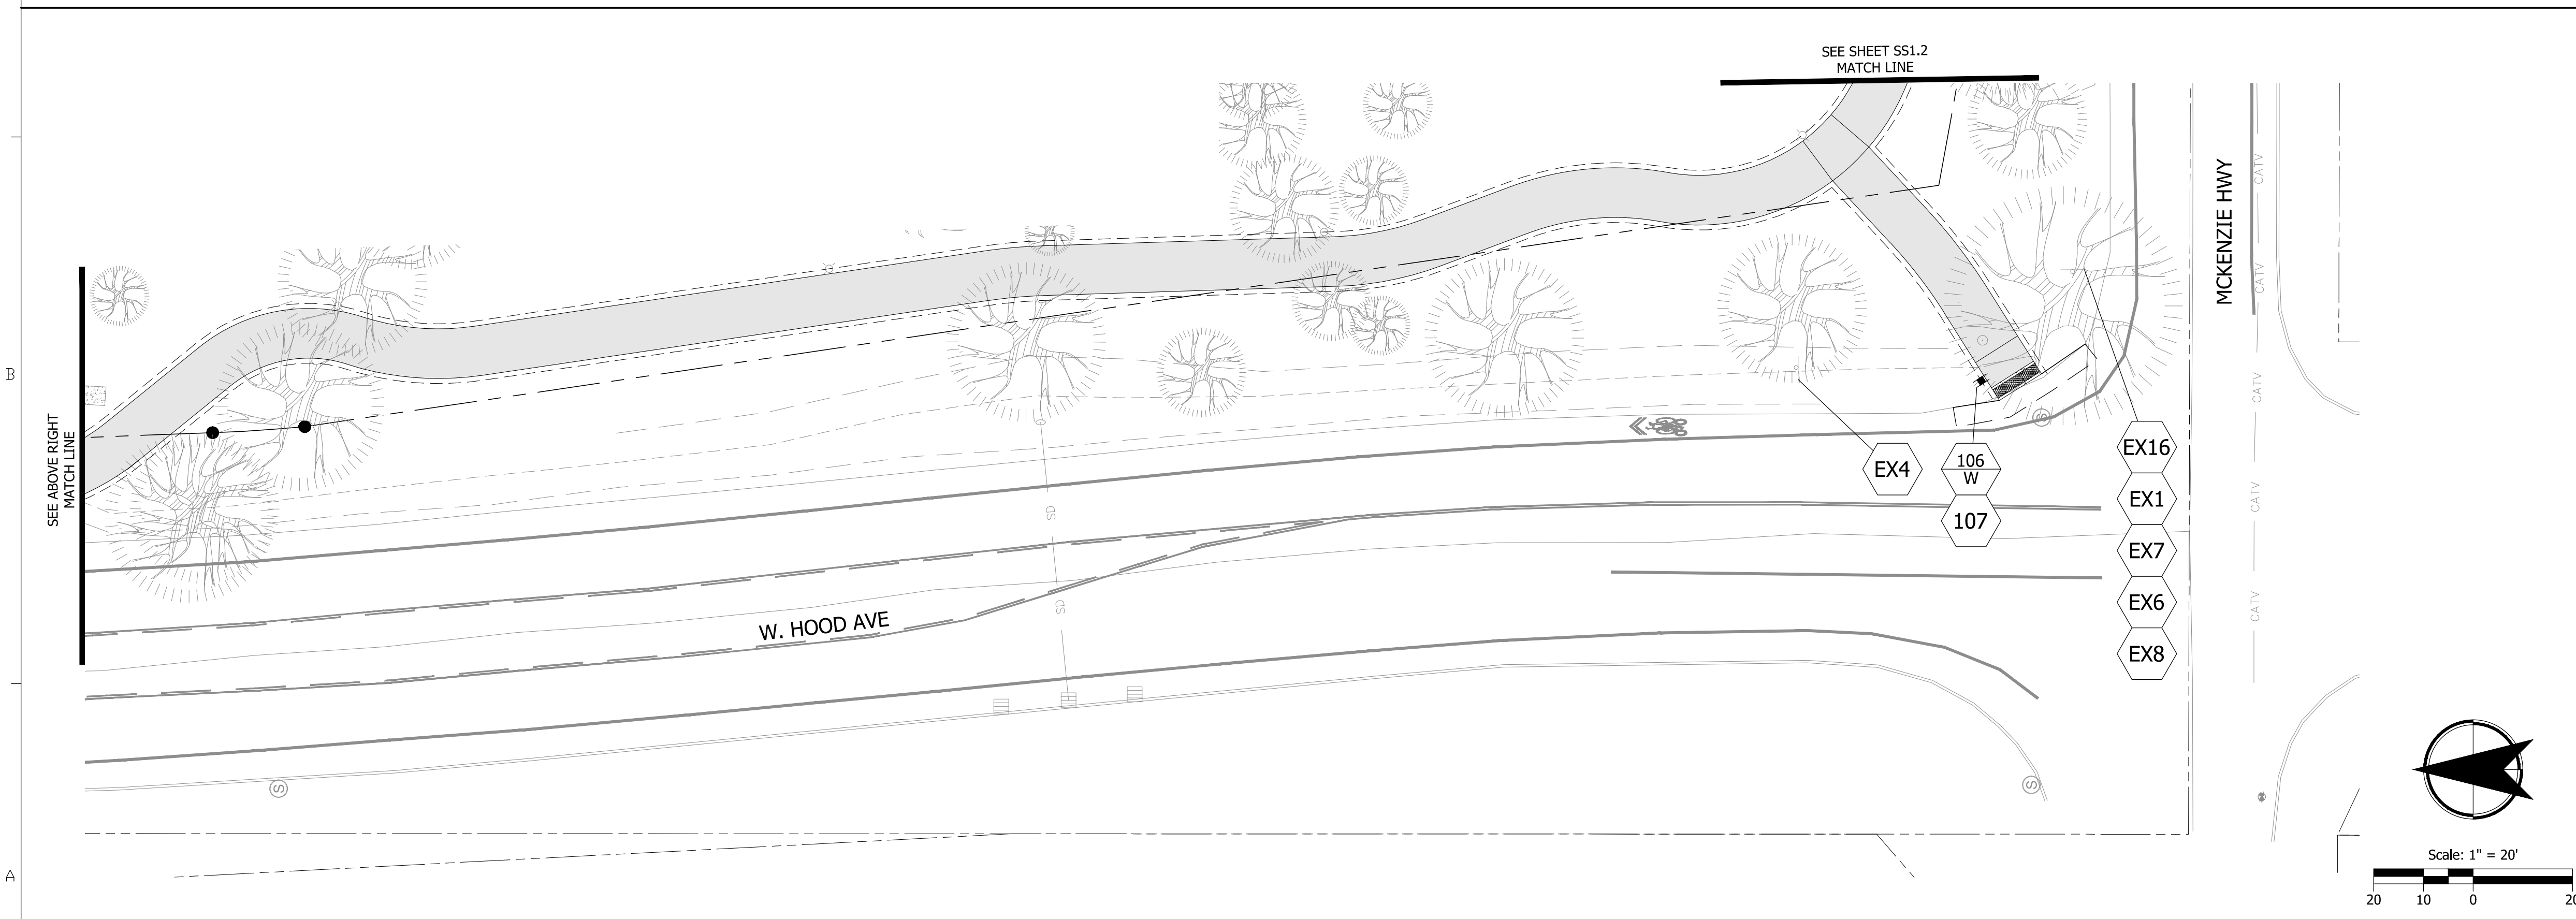 SEE SHEET SS1.2
MATCH LINE
MCKENZIE HWY
CATV
CATV
CATV
CATV
CATV
B
SEE ABOVE RIGHT
MATCH LINE
S
EX4
106
W
107
EX16
EX1
EX7
EX6
EX8
SD
SD
W. HOOD AVE
S
S
A
Scale: 1" = 20'
20 10 0 20